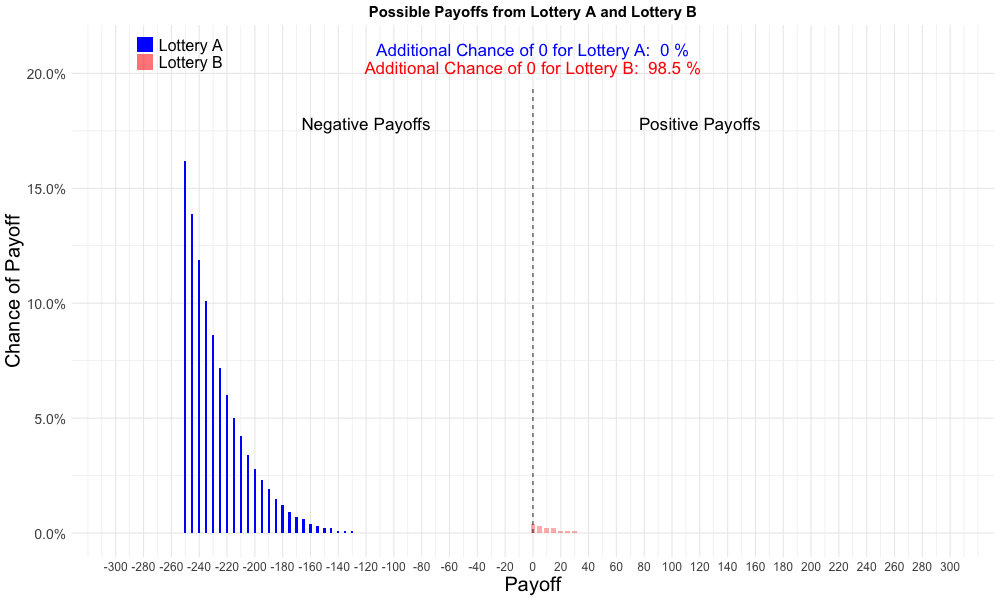 Possible Payoffs from Lottery A and Lottery B
Lottery A
Lottery B
Additional Chance of 0 for Lottery A:  0 %
Additional Chance of 0 for Lottery B:  98.5 %
Negative Payoffs
Positive Payoffs
Chance of Payoff
20.0%
15.0%
10.0%
5.0%
0.0%
-300 -280 -260 -240 -220 -200 -180 -160 -140 -120 -100 -80 -60 -40 -20 0 20 40 60 80 100 120 140 160 180 200 220 240 260 280 300
Payoff